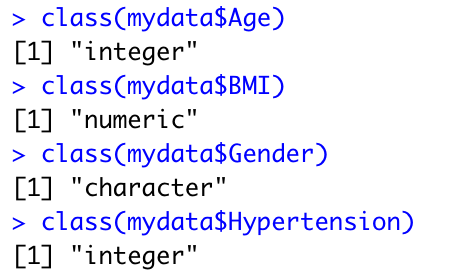 > class(mydata$Age)
[1] "integer"
> class(mydata$BMI)
[1] "numeric"
> class(mydata$Gender)
[1] "character"
> class(mydata$Hypertension)
[1] "integer"